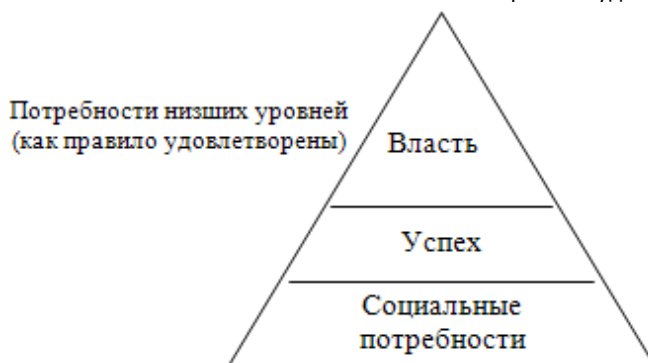 Потребности низших уровней
(как правило удовлетворены)
Власть
Успех
Социальные
потребности